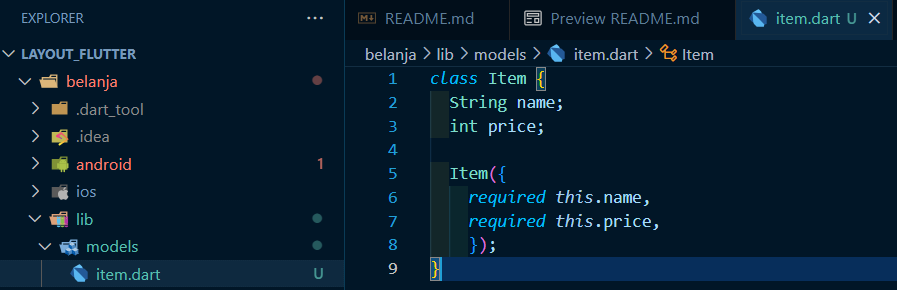 EXPLORER ...
LAYOUT_FLUTTER
belanja
.dart_tool
.idea
android 1
ios
lib
models
item.dart U
README.md Preview README.md item.dart U
belanja > lib > models > item.dart > Item
1 class Item {
2 String name;
3 int price;
4
5 Item({
6 required this.name,
7 required this.price,
8 });
9 }